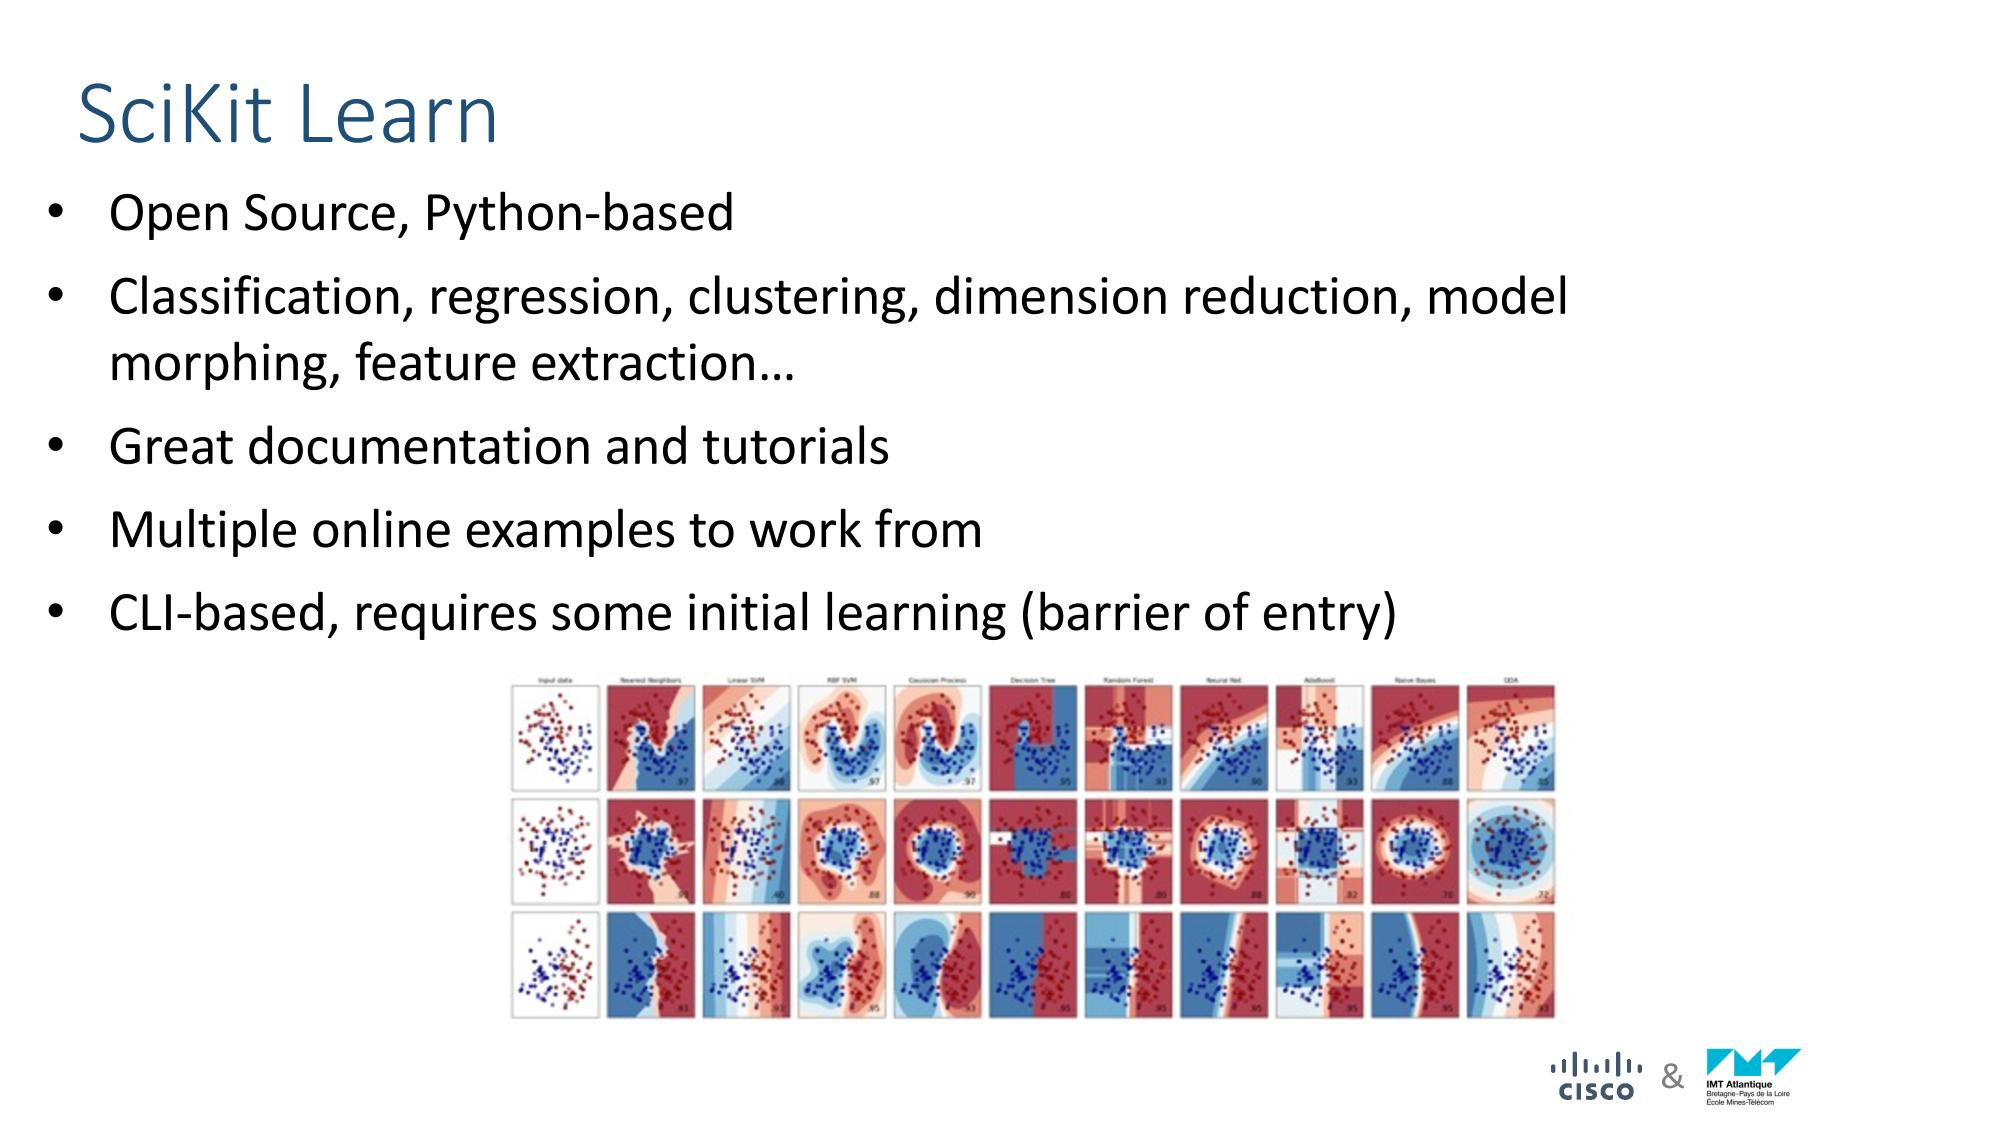 SciKit Learn
• Open Source, Python-based
• Classification, regression, clustering, dimension reduction, model
morphing, feature extraction…
• Great documentation and tutorials
• Multiple online examples to work from
• CLI-based, requires some initial learning (barrier of entry)
Input data Nearest Neighbors Linear SVM RBF SVM Gaussian Process Decision Tree Random Forest Neural Net AdaBoost Naive Bayes QDA
.97 .88 .97 .97 .95 .93 .90 .93 .88 .85
.93 .40 .88 .90 .80 .80 .88 .82 .70 .72
.93 .93 .95 .93 .95 .95 .95 .95 .95 .93
CISCO & IMT Atlantique
Bretagne-Pays de la Loire
École Mines-Télécom